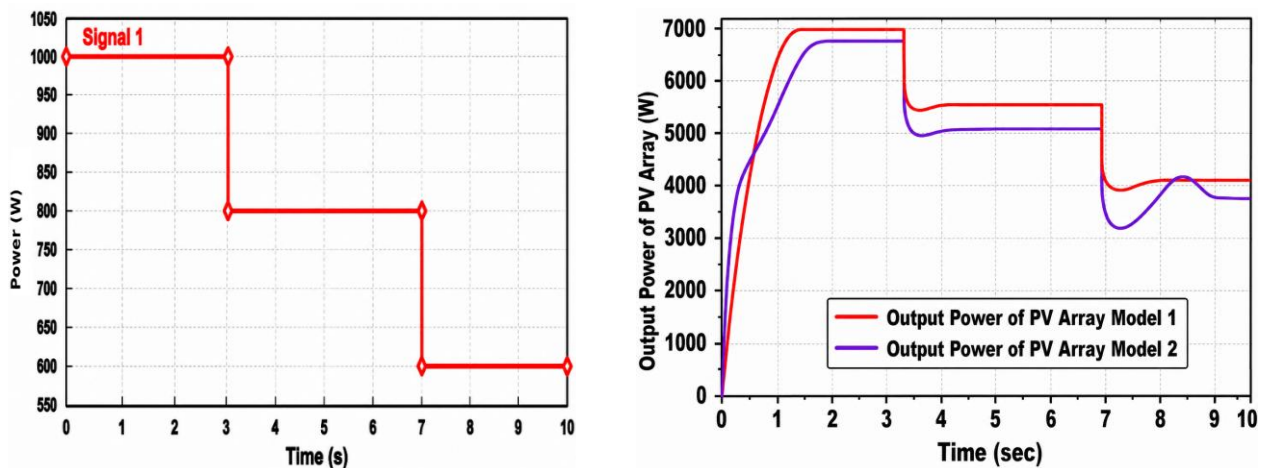 1050
Signal 1
1000
950
900
850
800
750
700
650
600
550
Power (W)
0 1 2 3 4 5 6 7 8 9 10
Time (s)
7000
6000
5000
4000
3000
2000
1000
0
Output Power of PV Array (W)
Output Power of PV Array Model 1
Output Power of PV Array Model 2
0 1 2 3 4 5 6 7 8 9 10
Time (sec)